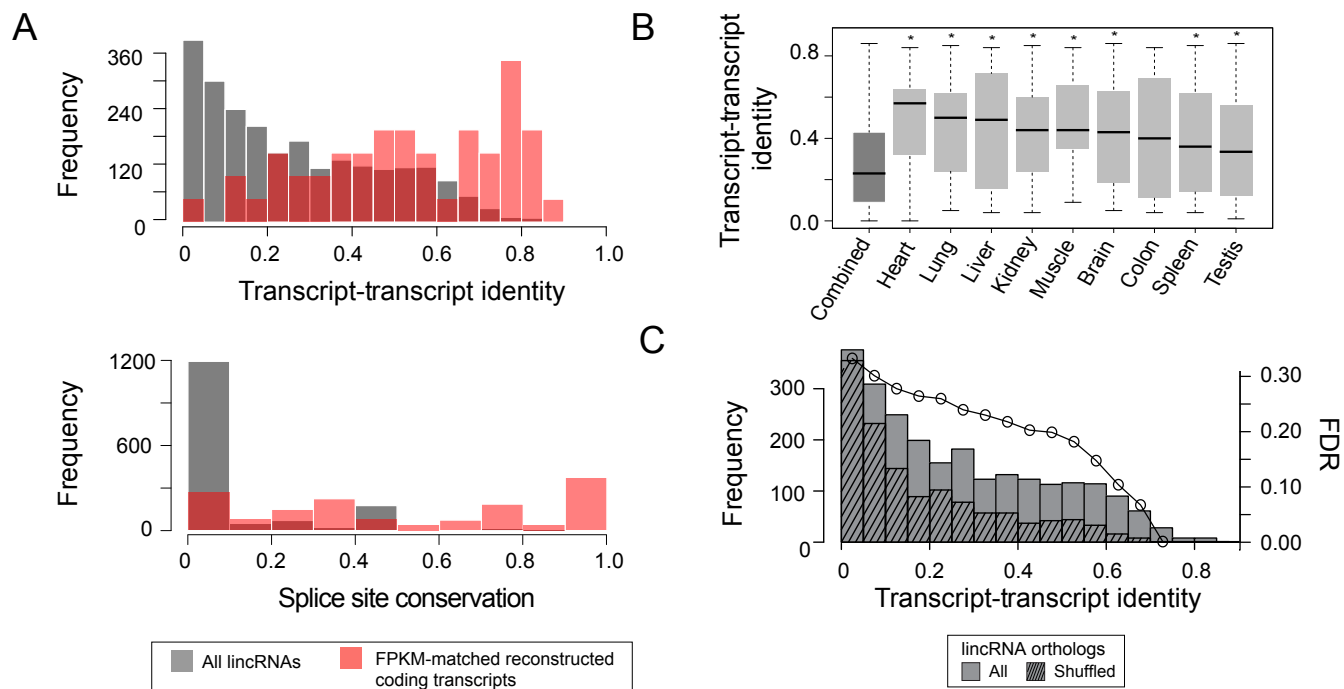 A
Frequency
360
240
120
0
0
0.2
0.4
0.6
0.8
1.0
Transcript-transcript identity
Frequency
1200
600
0
0
0.2
0.4
0.6
0.8
1.0
Splice site conservation
All lincRNAs
FPKM-matched reconstructed
coding transcripts
B
Transcript-transcript
identity
0.8
0.4
0.0
* * * * * * * *
Combined
Heart
Lung
Liver
Kidney
Muscle
Brain
Colon
Spleen
Testis
C
Frequency
300
200
100
0
0.30
0.20
0.10
0.00
FDR
0
0.2
0.4
0.6
0.8
Transcript-transcript identity
lincRNA orthologs
All
Shuffled